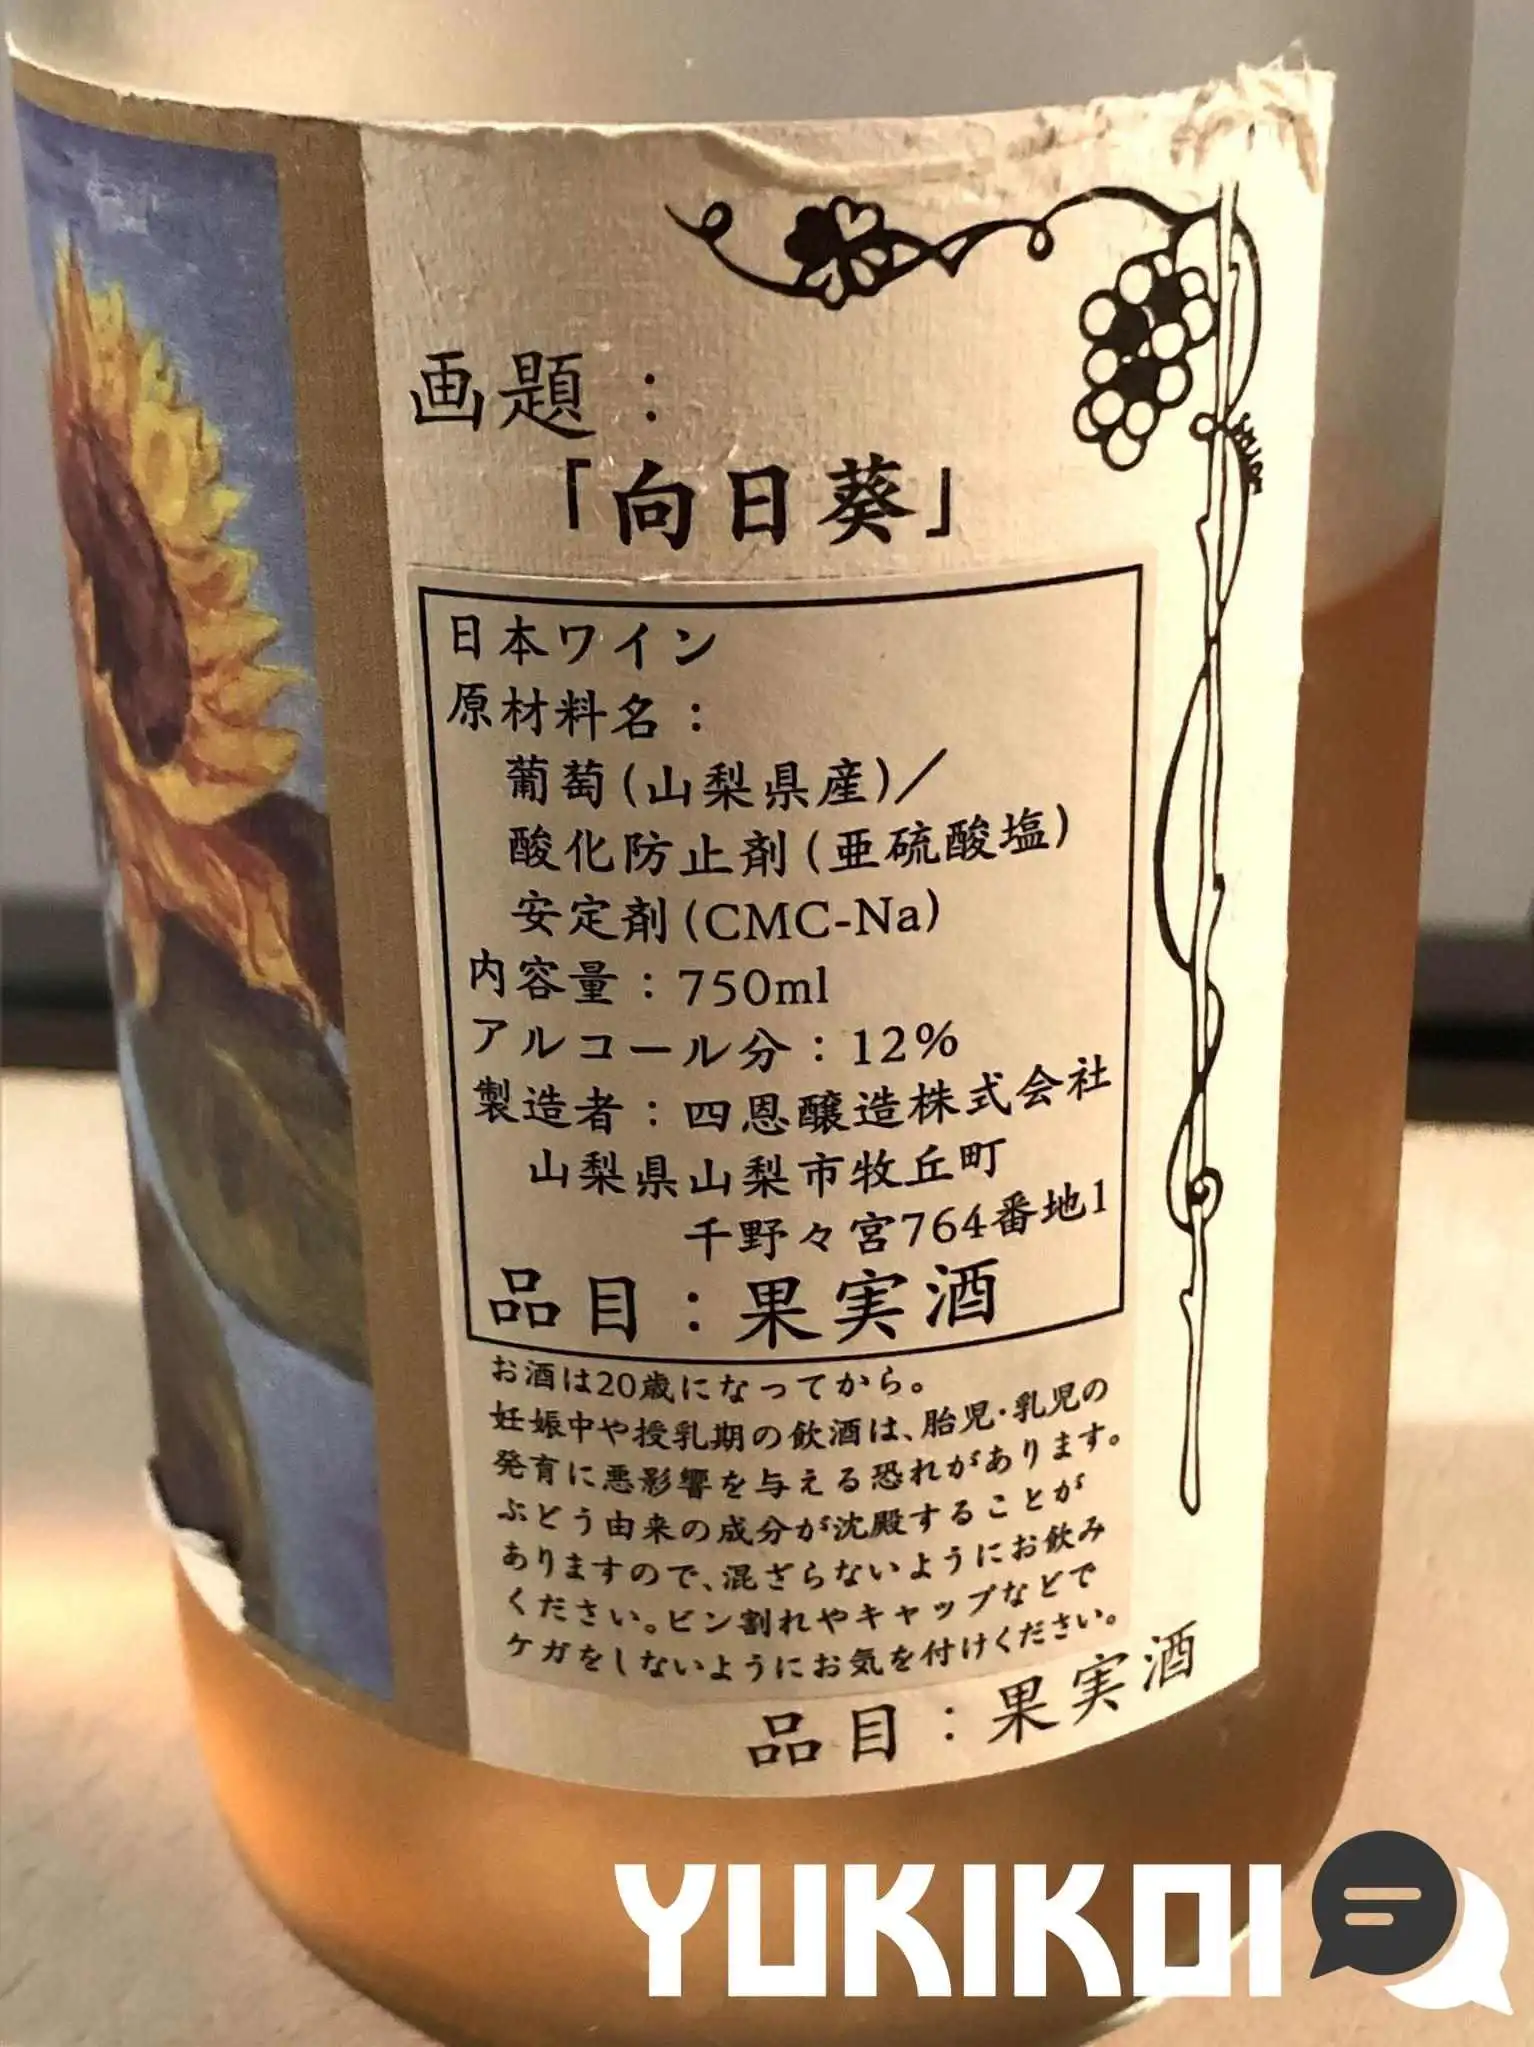 画題：
「向日葵」
日本ワイン
原材料名：
葡萄(山梨県産)／
酸化防止剤(亜硫酸塩)
安定剤(CMC-Na)
内容量：750ml
アルコール分：12%
製造者：四恩醸造株式会社
山梨県山梨市牧丘町
千野々宮764番地1
品目：果実酒
お酒は20歳になってから。
妊娠中や授乳期の飲酒は、胎児・乳児の
発育に悪影響を与える恐れがあります。
ぶどう由来の成分が沈殿することが
ありますので、混ざらないようにお飲み
ください。ビン割れやキャップなどで
ケガをしないようにお気を付けください。
品目：果実酒
YUKIKOI